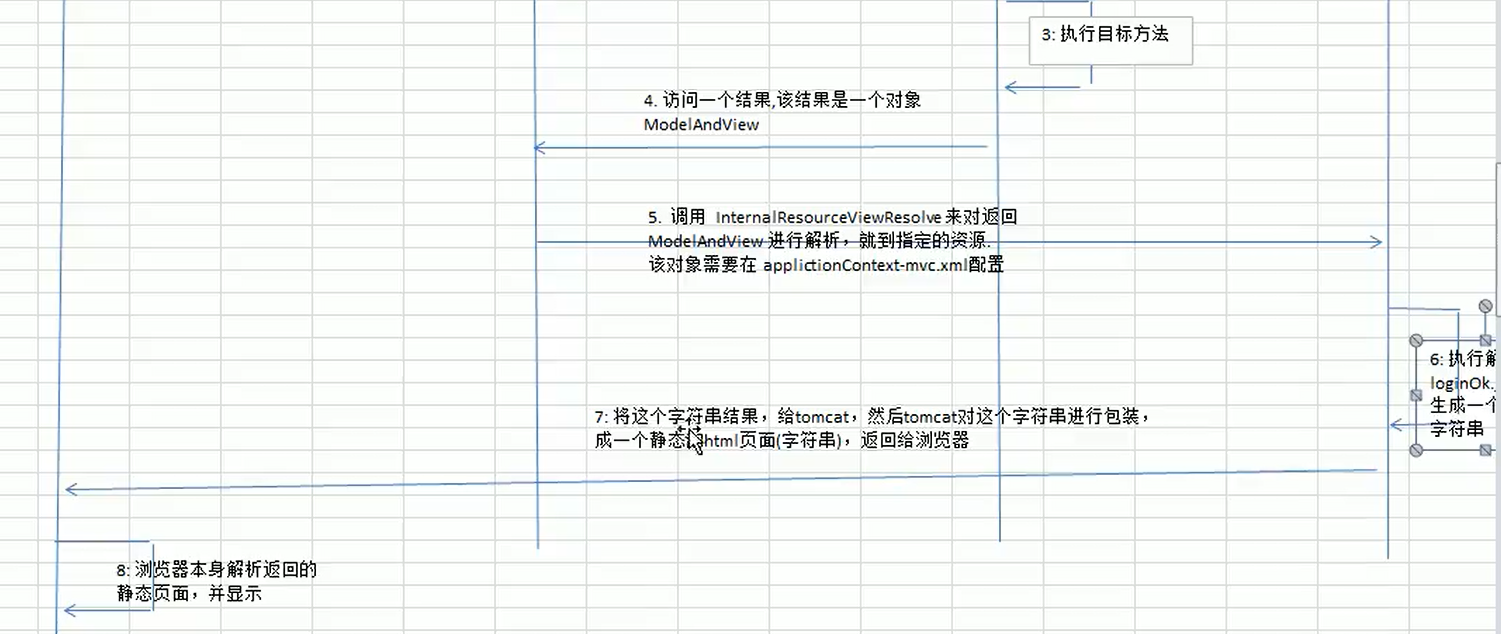 3: 执行目标方法
4. 访问一个结果,该结果是一个对象
ModelAndView
5. 调用 InternalResourceViewResolve 来对返回
ModelAndView 进行解析，就到指定的资源.
该对象需要在 applictionContext-mvc.xml配置
6: 执行解
loginOk.
生成一个
字符串
7: 将这个字符串结果，给tomcat，然后tomcat对这个字符串进行包装，
成一个静态html页面(字符串)，返回给浏览器
8: 浏览器本身解析返回的
静态页面，并显示